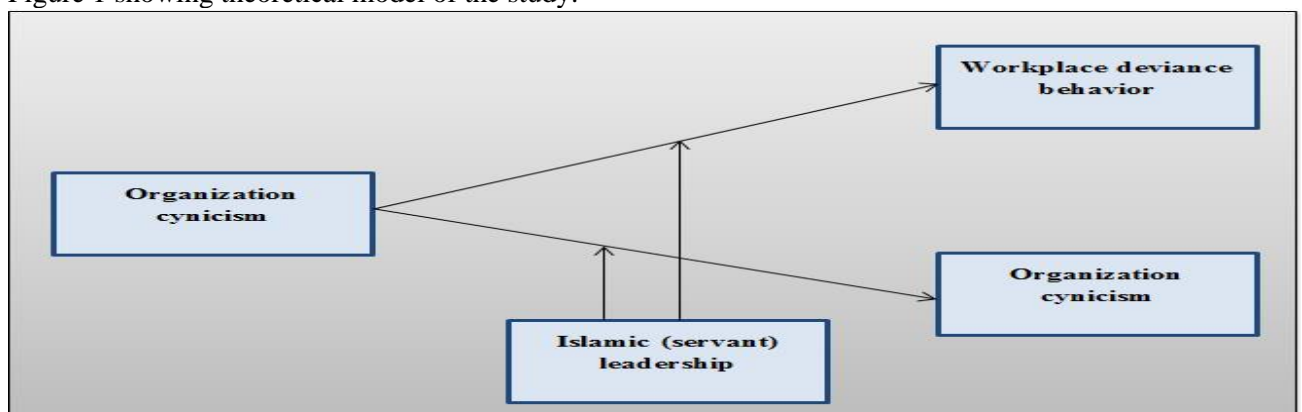 Figure 1 showing theoretical model of the study.
Workplace deviance
behavior
Organization
cynicism
Organization
cynicism
Islamic (servant)
leadership